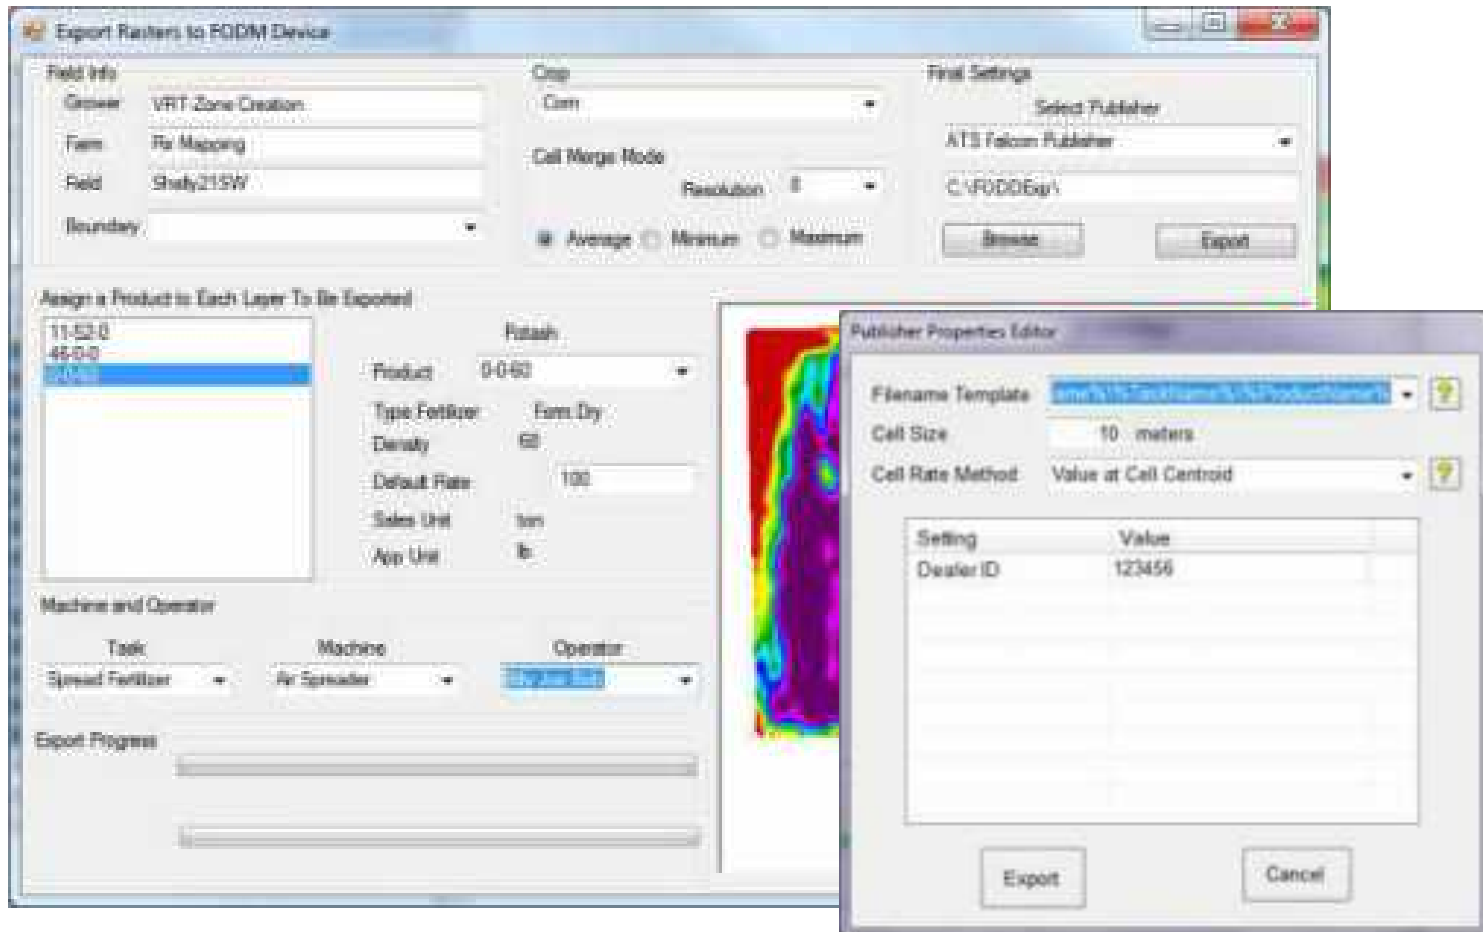 Export Rasters to FODM Device
Field Info
Grower VRT Zone Creation
Farm Rx Mapping
Field Shelly21SW
Boundary
Crop
Corn
Cell Merge Mode
Resolution 8
Average Minimum Maximum
Final Settings
Select Publisher
ATS Falcon Publisher
C:\FODDExp\
Browse Export
Assign a Product to Each Layer To Be Exported
11-52-0
46-0-0
0-0-60
Potash
Product 0-0-60
Type Fertilizer Form Dry
Density 60
Default Rate 100
Sales Unit ton
App Unit lb
Machine and Operator
Task Machine Operator
Spread Fertilizer Air Spreader
Export Progress
Publisher Properties Editor
Filename Template
Cell Size 10 meters
Cell Rate Method Value at Cell Centroid
Setting Value
Dealer ID 123456
Export Cancel